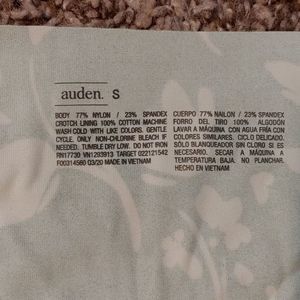 auden. S
BODY 77% NYLON / 23% SPANDEX
CROTCH LINING 100% COTTON MACHINE
WASH COLD WITH LIKE COLORS. GENTLE
CYCLE. ONLY NON-CHLORINE BLEACH IF
NEEDED. TUMBLE DRY LOW. DO NOT IRON
RN17730 VN1293913 TARGET 022121542
F00314580 Q3/20 MADE IN VIETNAM
CUERPO 77% NAILON / 23% SPANDEX
FORRO DEL TIRO 100% ALGODÓN
LAVAR A MÁQUINA CON AGUA FRÍA CON
COLORES SIMILARES. CICLO DELICADO.
SÓLO BLANQUEADOR SIN CLORO SI ES
NECESARIO. SECAR A MÁQUINA A
TEMPERATURA BAJA. NO PLANCHAR.
HECHO EN VIETNAM